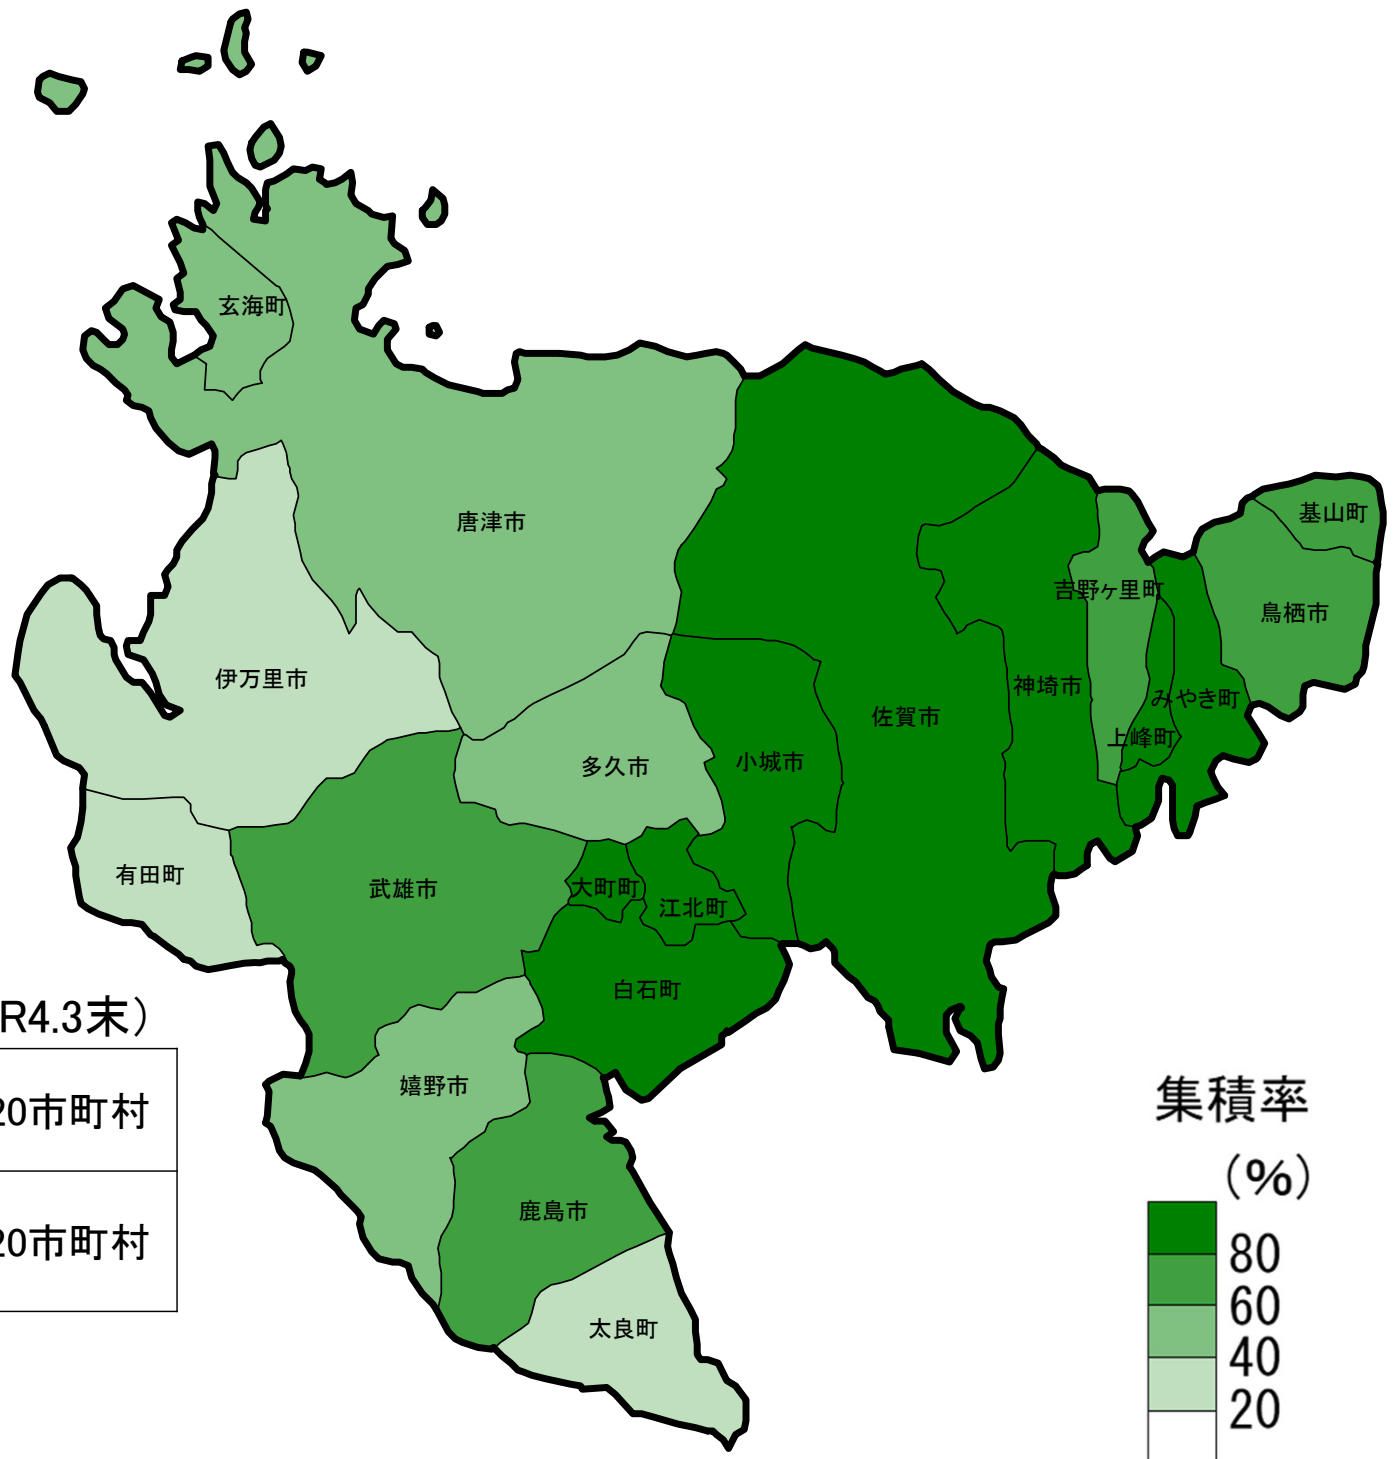 玄海町
唐津市
基山町
吉野ヶ里町
鳥栖市
伊万里市
神埼市
みやき町
佐賀市
上峰町
小城市
多久市
有田町
武雄市
大町町
江北町
白石町
R4.3末）
嬉野市
20市町村
鹿島市
20市町村
太良町
集積率
（%）
80
60
40
20